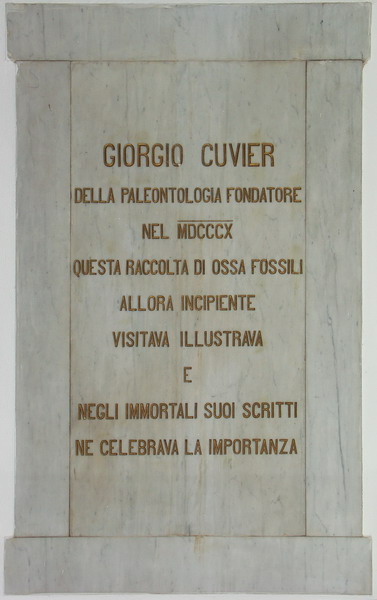 GIORGIO CUVIER
DELLA PALEONTOLOGIA FONDATORE
NEL MDCCCX
QUESTA RACCOLTA DI OSSA FOSSILI
ALLORA INCIPIENTE
VISITAVA ILLUSTRAVA
E
NEGLI IMMORTALI SUOI SCRITTI
NE CELEBRAVA LA IMPORTANZA